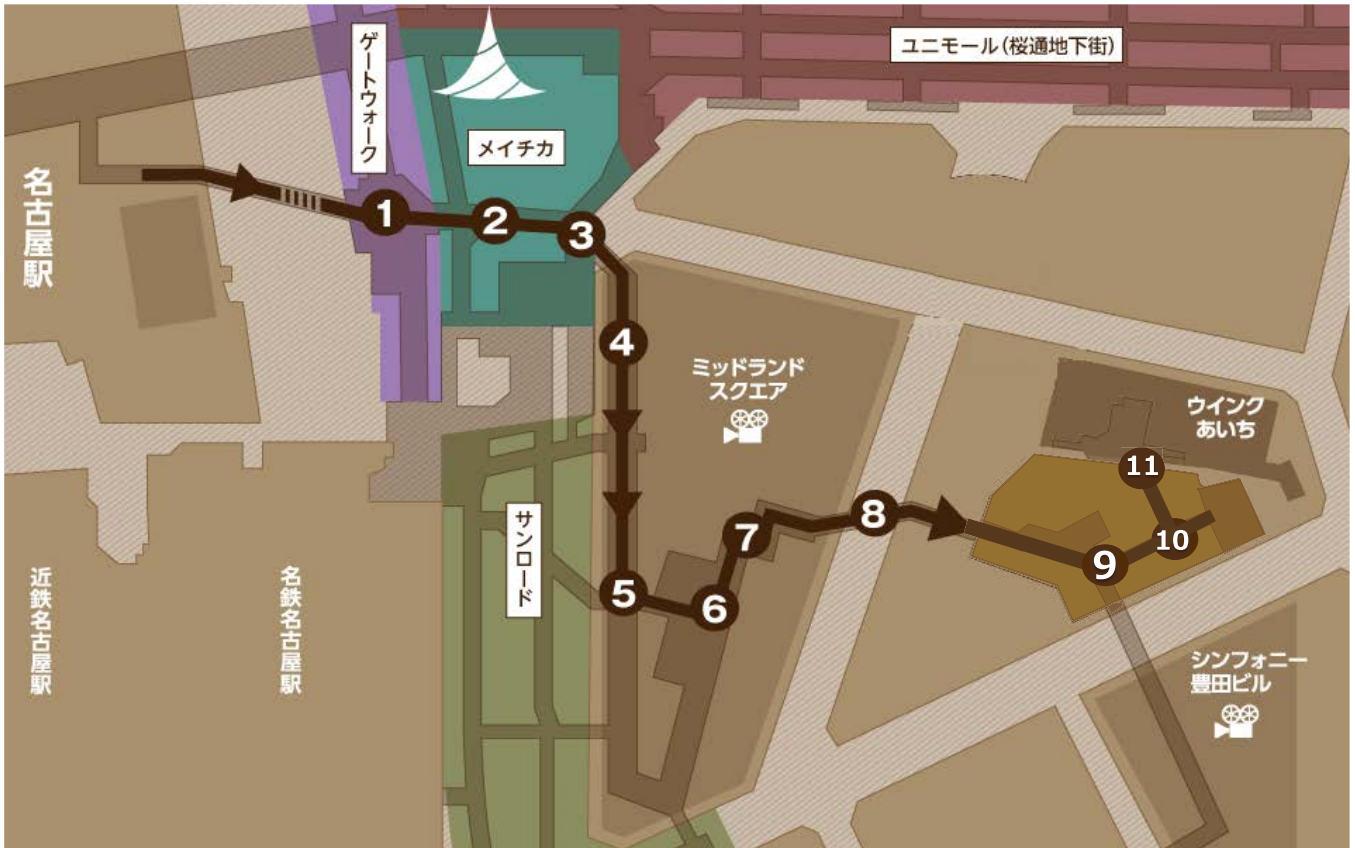 ゲートウォーク
ユニモール(桜通地下街)
メイチカ
名古屋駅
1
2
3
4
ミッドランド
スクエア
ウイング
あいち
11
サンロード
8
7
10
9
5
6
近鉄名古屋駅
名鉄名古屋駅
シンフォニー
豊田ビル